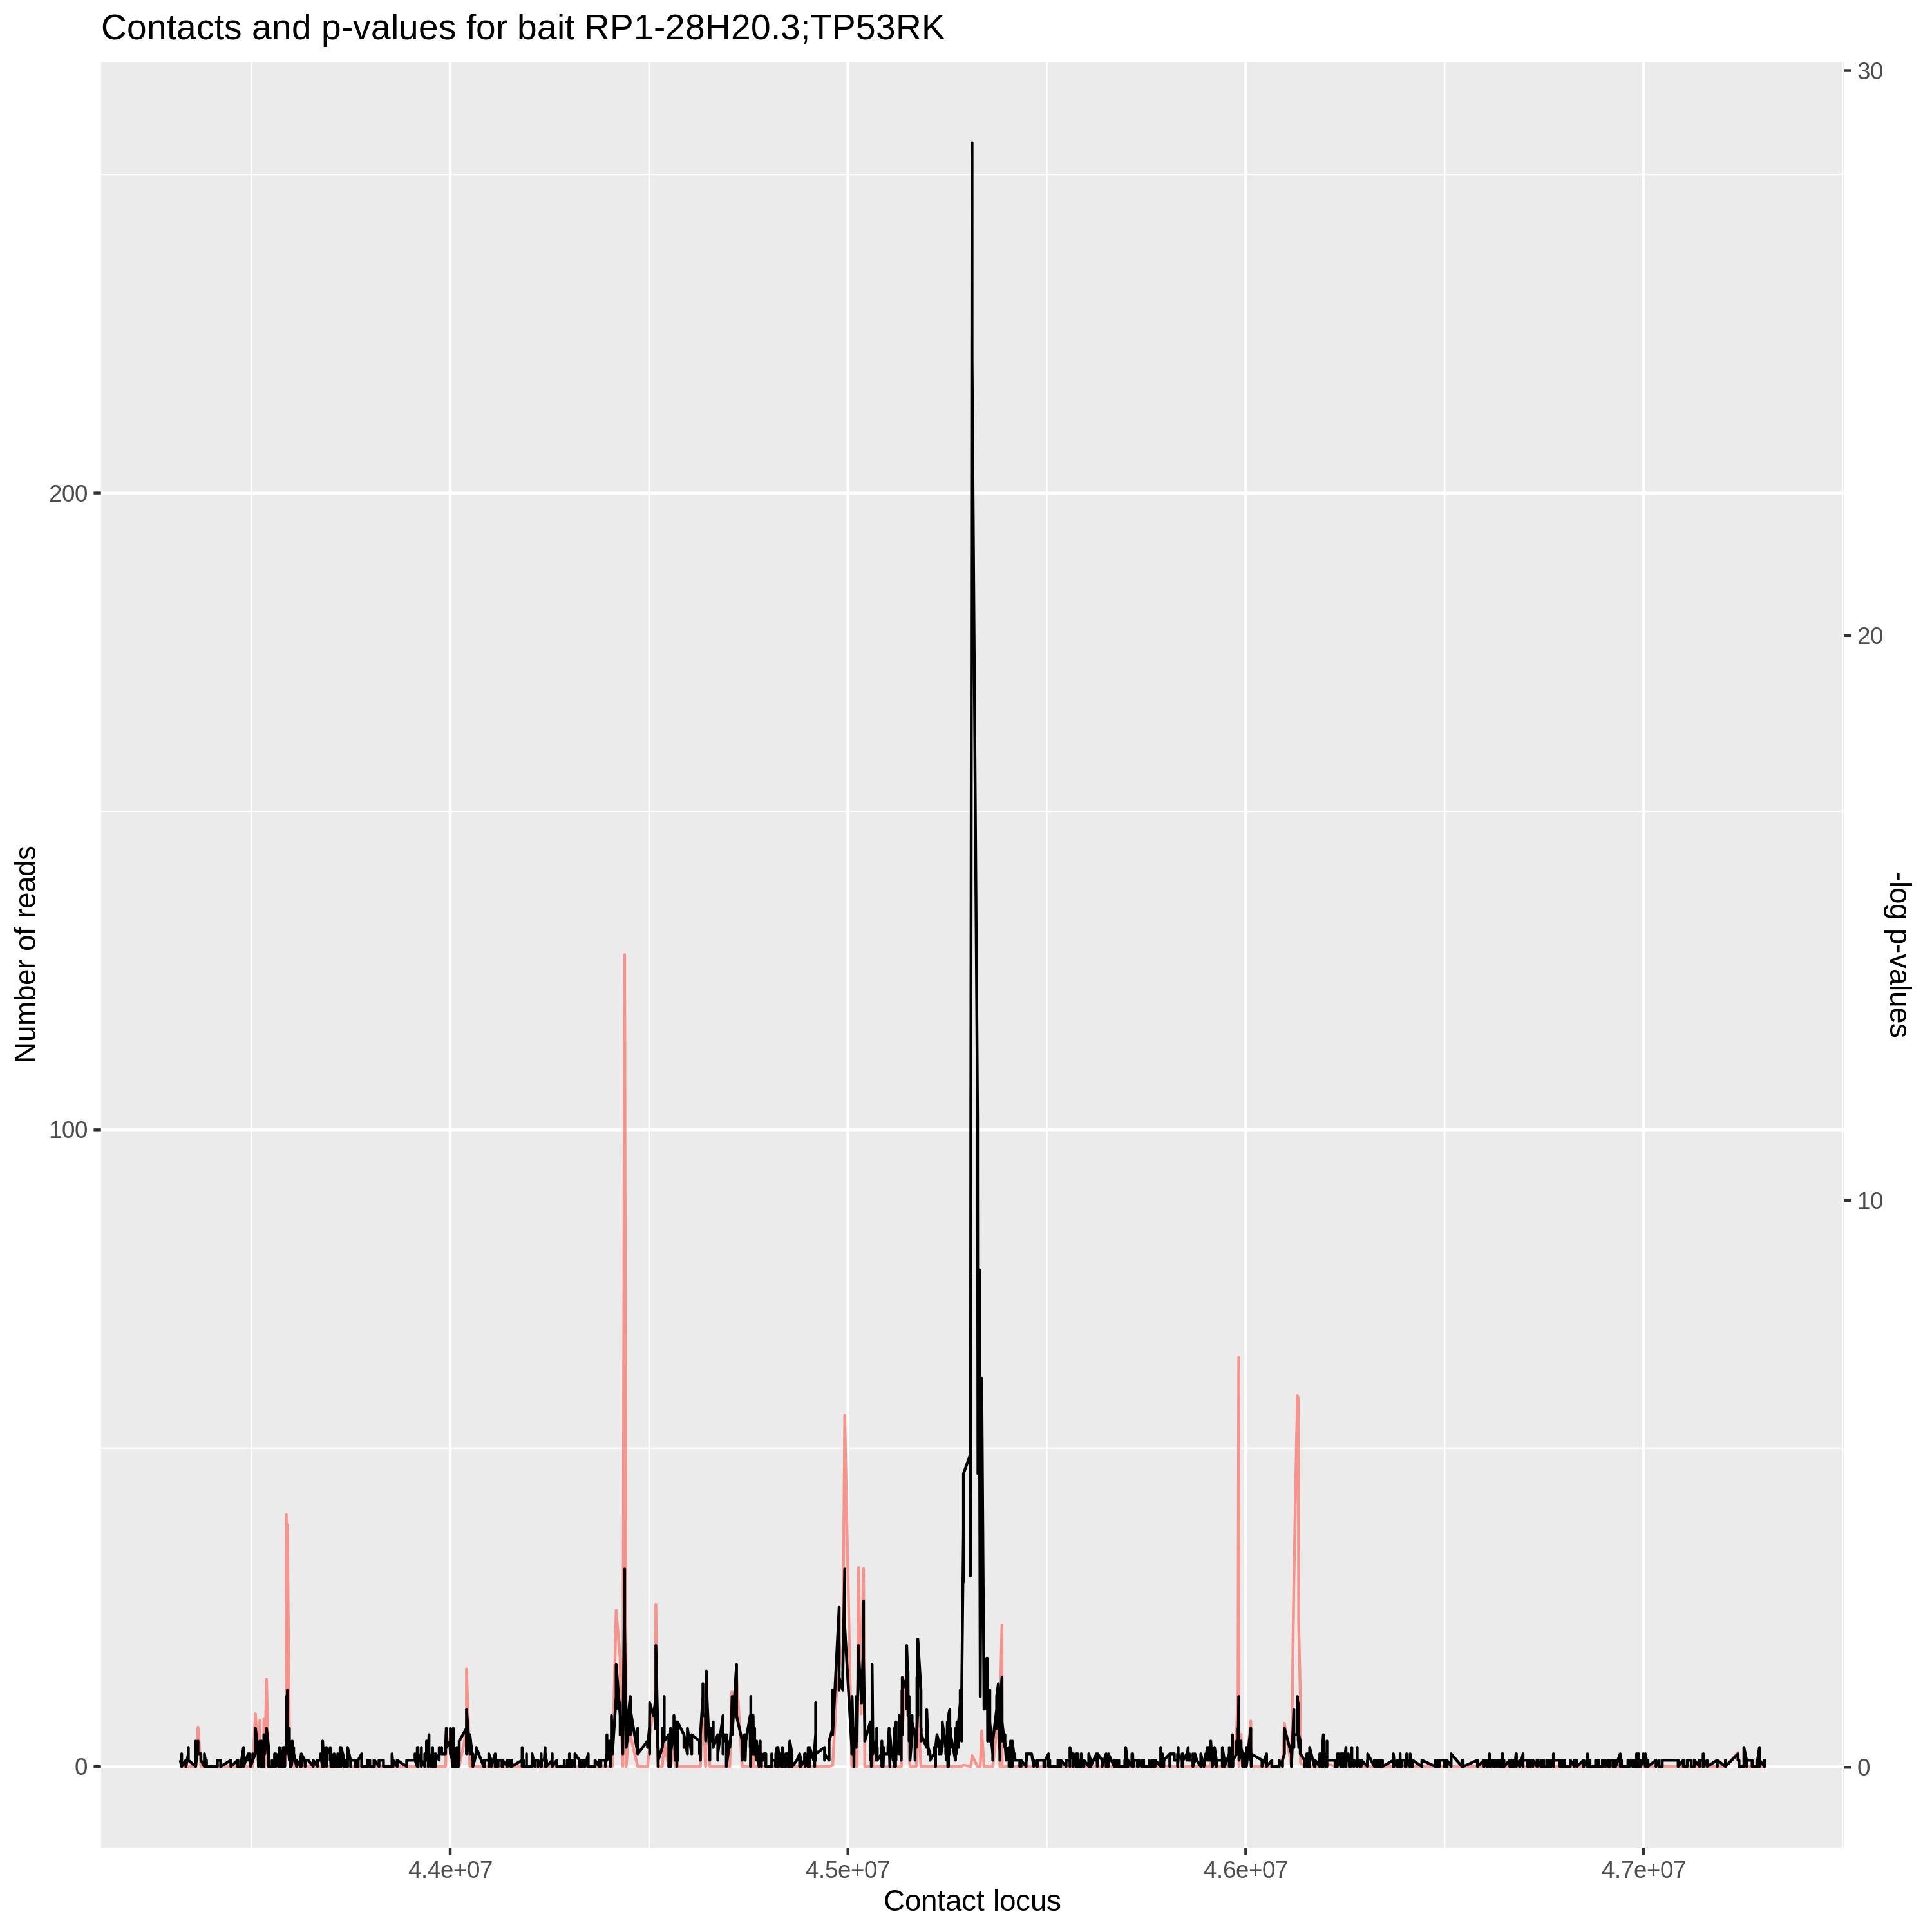 Contacts and p-values for bait RP1-28H20.3;TP53RK
30
200
20
Number of reads
-log p-values
100
10
0
0
4.4e+07
4.5e+07
4.6e+07
4.7e+07
Contact locus